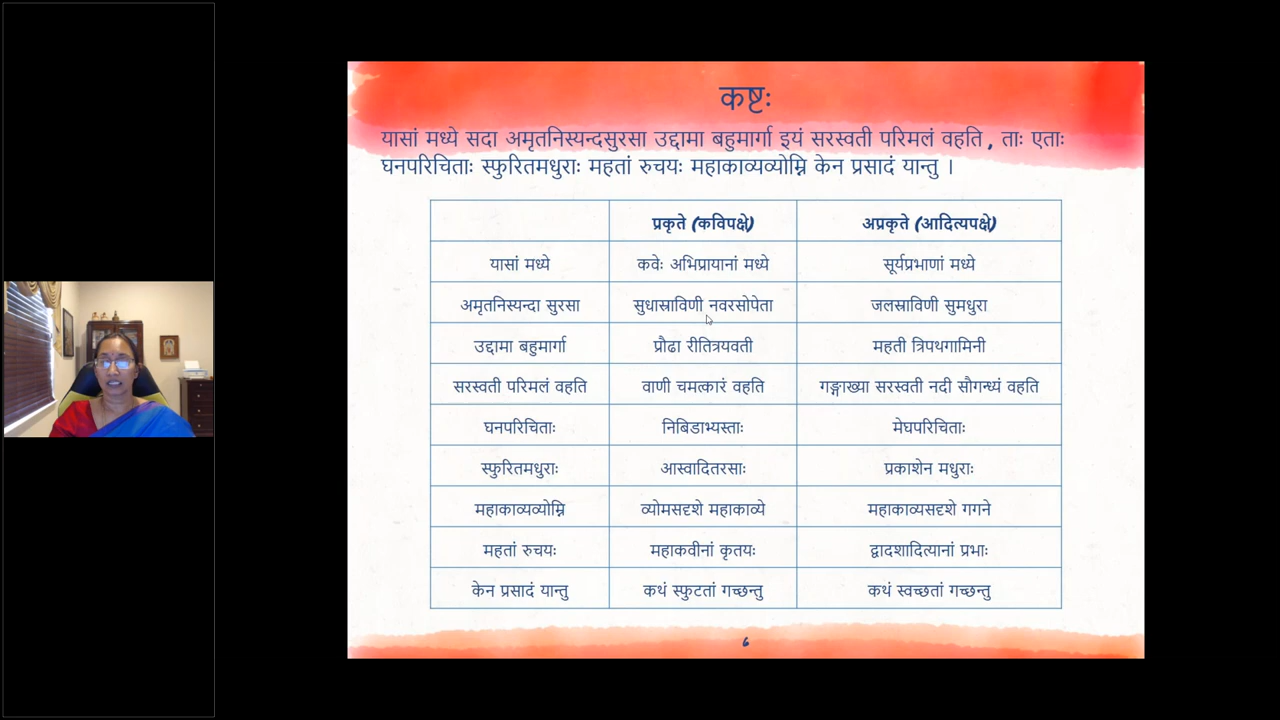 कष्टः
यासां मध्ये सदा अमृतनिस्यन्दसुरसा उद्दामा बहुमार्गा इयं सरस्वती परिमलं वहति , ताः एताः
घनपरिचिताः स्फुरितमधुराः महतां रुचयः महाकाव्यव्योम्नि केन प्रसादं यान्तु ।
प्रकृते (कविपक्षे) अप्रकृते (आदित्यपक्षे)
यासां मध्ये कवेः अभिप्रायानां मध्ये सूर्यप्रभाणां मध्ये
अमृतनिस्यन्दा सुरसा सुधास्राविणी नवरसोपेता जलस्राविणी सुमधुरा
उद्दामा बहुमार्गा प्रौढा रीतित्रयवती महती त्रिपथगामिनी
सरस्वती परिमलं वहति वाणी चमत्कारं वहति गङ्गाख्या सरस्वती नदी सौगन्ध्यं वहति
घनपरिचिताः निबिडाभ्यस्ताः मेघपरिचिताः
स्फुरितमधुराः आस्वादितरसाः प्रकाशेन मधुराः
महाकाव्यव्योम्नि व्योमसदृशे महाकाव्ये महाकाव्यसदृशे गगने
महतां रुचयः महाकवीनां कृतयः द्वादशादित्यानां प्रभाः
केन प्रसादं यान्तु कथं स्फुटतां गच्छन्तु कथं स्वच्छतां गच्छन्तु
6